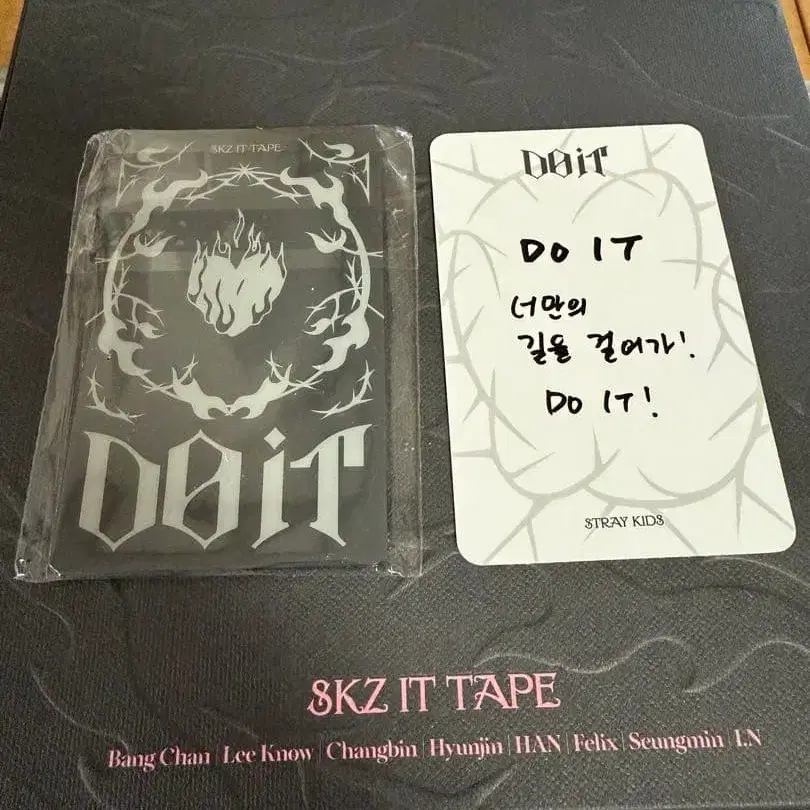 SKZ IT TAPE
DO iT
DO iT
DO IT
너만의
길을 걸어가!
DO IT!
STRAY KIDS
SKZ IT TAPE
Bang Chan | Lee Know | Changbin | Hyunjin | HAN | Felix | Seungmin | I.N